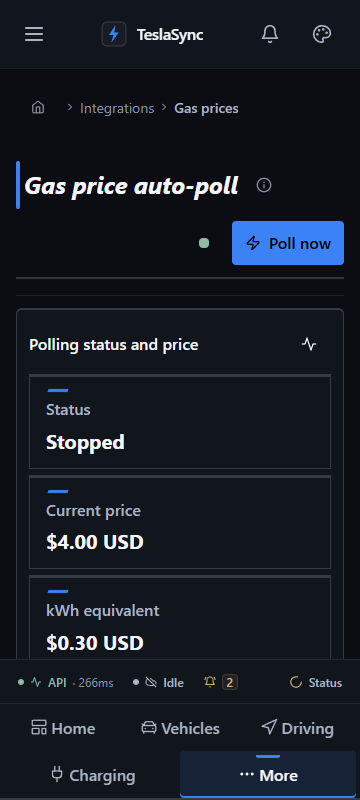 TeslaSync
Integrations > Gas prices
Gas price auto-poll
Poll now
Polling status and price
Status
Stopped
Current price
$4.00 USD
kWh equivalent
$0.30 USD
API · 266ms Idle 2 Status
Home Vehicles Driving
Charging More